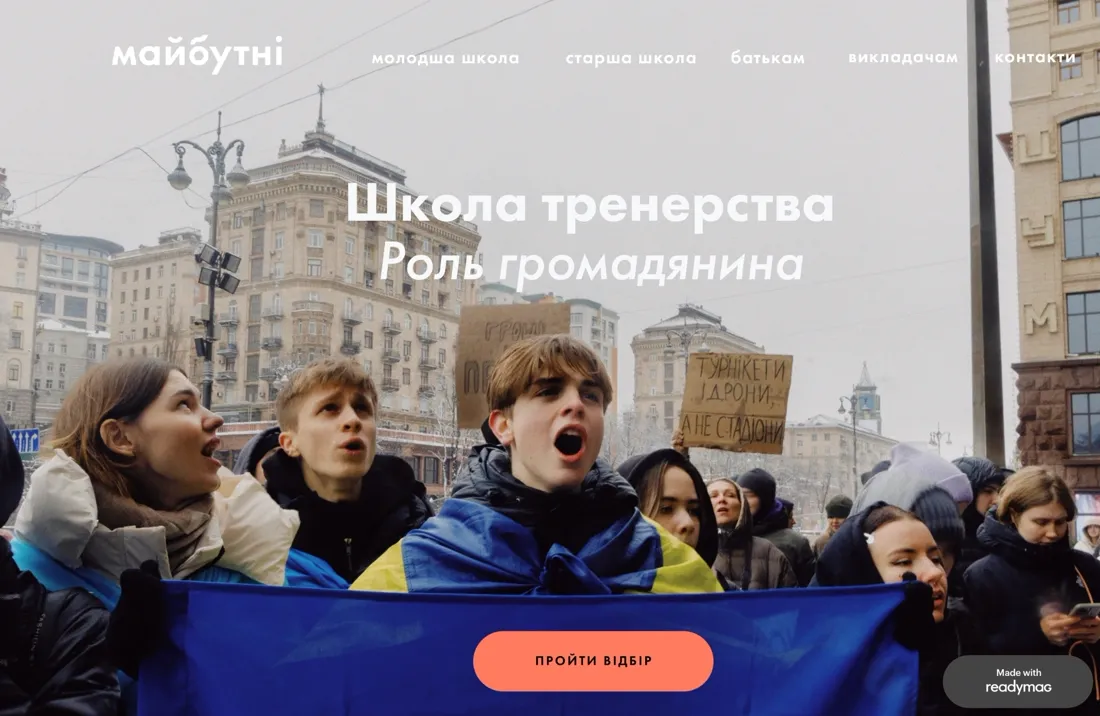 майбутні
молодша школа
старша школа
батькам
викладачам
контакти
Школа тренерства
Роль громадянина
ТУРНІКЕТИ
І ДРОНИ,
А НЕ СТАДІОНИ
ПРОЙТИ ВІДБІР
Made with
readymag